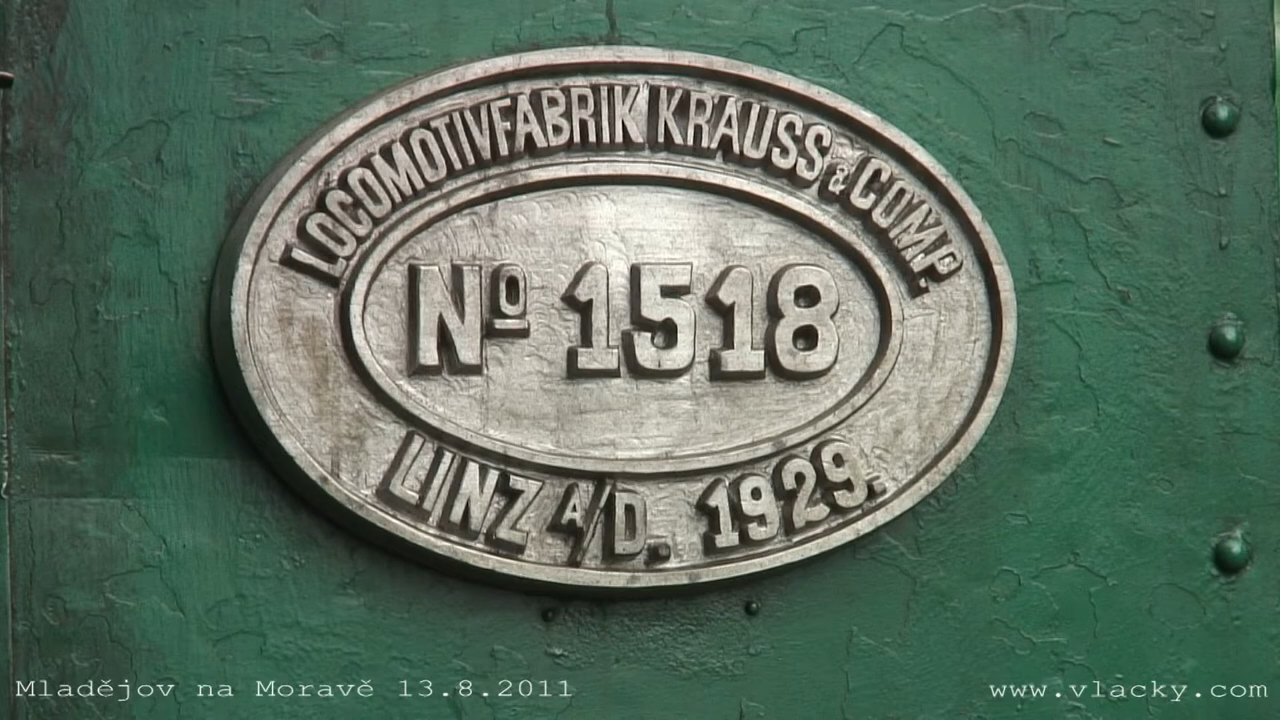 LOCOMOTIVFABRIK KRAUSS & COMP.
Nº 1518
LINZ A/D. 1929.
Mladějov na Moravě 13.8.2011
www.vlacky.com